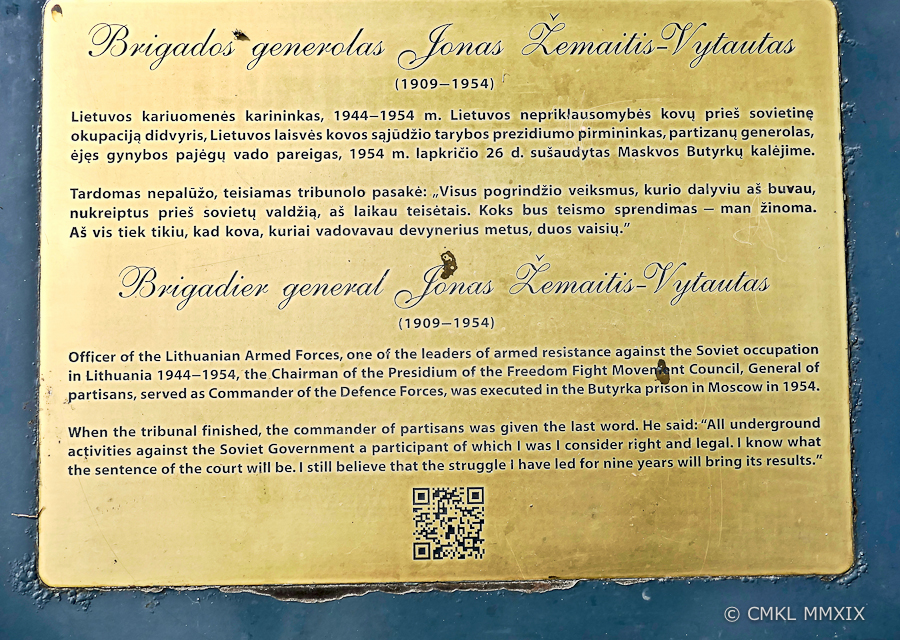 Brigados generolas Jonas Žemaitis-Vytautas
(1909–1954)
Lietuvos kariuomenės karininkas, 1944–1954 m. Lietuvos nepriklausomybės kovų prieš sovietinę
okupaciją didvyris, Lietuvos laisvės kovos sąjūdžio tarybos prezidiumo pirmininkas, partizanų generolas,
ėjęs gynybos pajėgų vado pareigas, 1954 m. lapkričio 26 d. sušaudytas Maskvos Butyrkų kalėjime.
Tardomas nepalūžo, teisiamas tribunolo pasakė: „Visus pogrindžio veiksmus, kurio dalyviu aš buvau,
nukreiptus prieš sovietų valdžią, aš laikau teisėtais. Koks bus teismo sprendimas – man žinoma.
Aš vis tiek tikiu, kad kova, kuriai vadovavau devynerius metus, duos vaisių.”
Brigadier general Jonas Žemaitis-Vytautas
(1909–1954)
Officer of the Lithuanian Armed Forces, one of the leaders of armed resistance against the Soviet occupation
in Lithuania 1944–1954, the Chairman of the Presidium of the Freedom Fight Movement Council, General of
partisans, served as Commander of the Defence Forces, was executed in the Butyrka prison in Moscow in 1954.
When the tribunal finished, the commander of partisans was given the last word. He said: “All underground
activities against the Soviet Government a participant of which I was I consider right and legal. I know what
the sentence of the court will be. I still believe that the struggle I have led for nine years will bring its results.”
© CMKL MMXIX